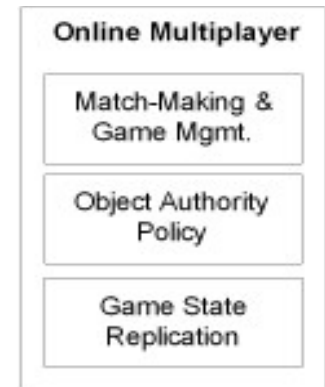 Online Multiplayer
Match-Making &
Game Mgmt.
Object Authority
Policy
Game State
Replication